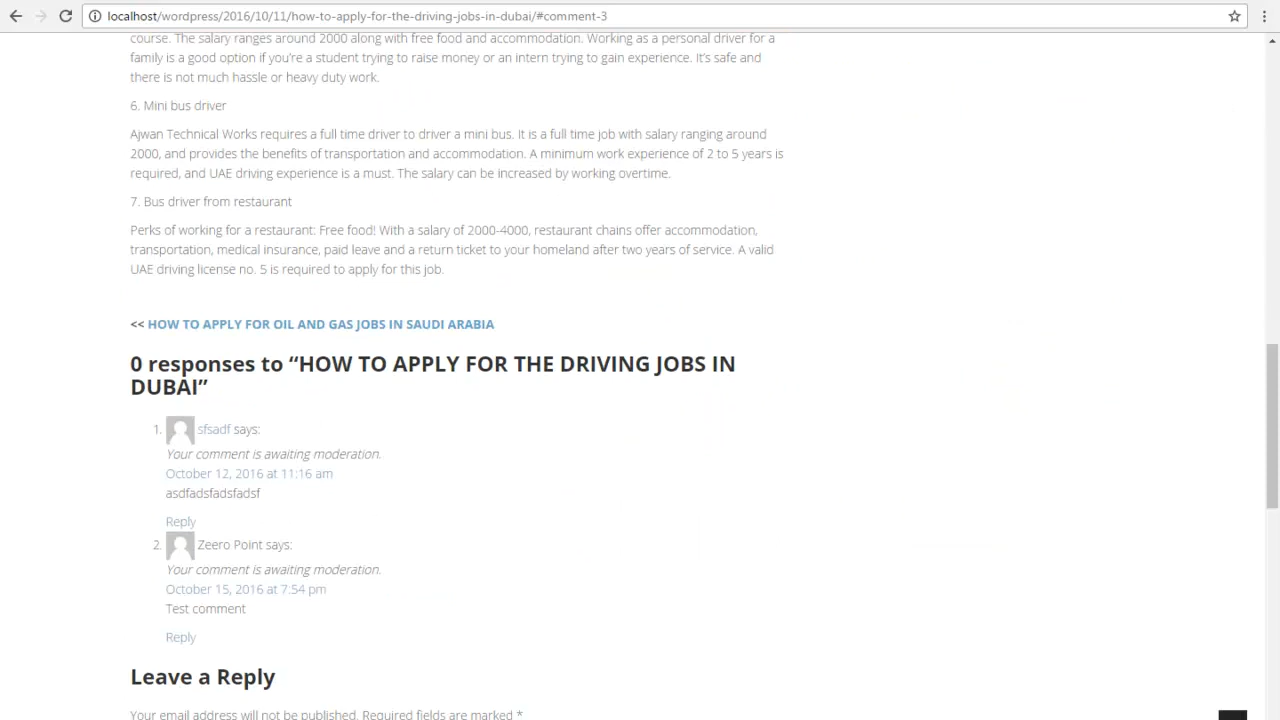 localhost/wordpress/2016/10/11/how-to-apply-for-the-driving-jobs-in-dubai/#comment-3
course. The salary ranges around 2000 along with free food and accommodation. Working as a personal driver for a
family is a good option if you're a student trying to raise money or an intern trying to gain experience. It's safe and
there is not much hassle or heavy duty work.
6. Mini bus driver
Ajwan Technical Works requires a full time driver to driver a mini bus. It is a full time job with salary ranging around
2000, and provides the benefits of transportation and accommodation. A minimum work experience of 2 to 5 years is
required, and UAE driving experience is a must. The salary can be increased by working overtime.
7. Bus driver from restaurant
Perks of working for a restaurant: Free food! With a salary of 2000-4000, restaurant chains offer accommodation,
transportation, medical insurance, paid leave and a return ticket to your homeland after two years of service. A valid
UAE driving license no. 5 is required to apply for this job.
<< HOW TO APPLY FOR OIL AND GAS JOBS IN SAUDI ARABIA
0 responses to “HOW TO APPLY FOR THE DRIVING JOBS IN
DUBAI”
1. sfsadf says:
Your comment is awaiting moderation.
October 12, 2016 at 11:16 am
asdfadsfadsfadsf
Reply
2. Zeero Point says:
Your comment is awaiting moderation.
October 15, 2016 at 7:54 pm
Test comment
Reply
Leave a Reply
Your email address will not be published. Required fields are marked *